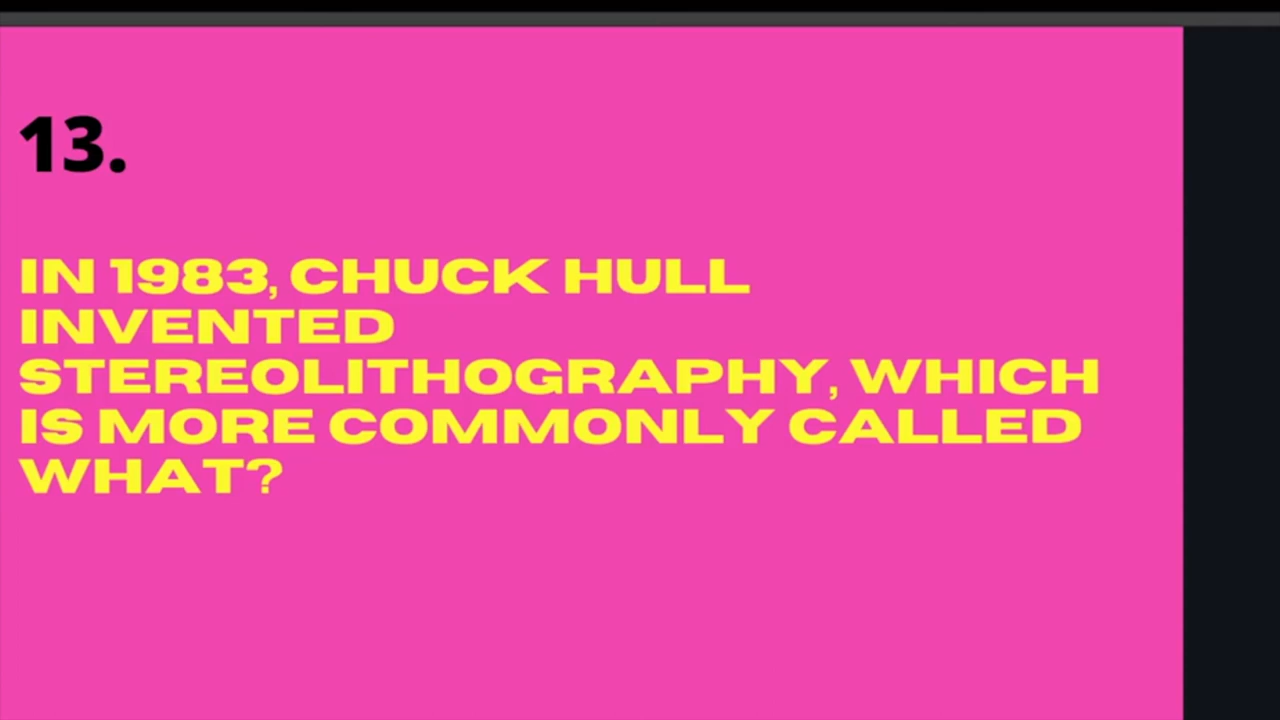 13.
IN 1983, CHUCK HULL
INVENTED
STEREOLITHOGRAPHY, WHICH
IS MORE COMMONLY CALLED
WHAT?